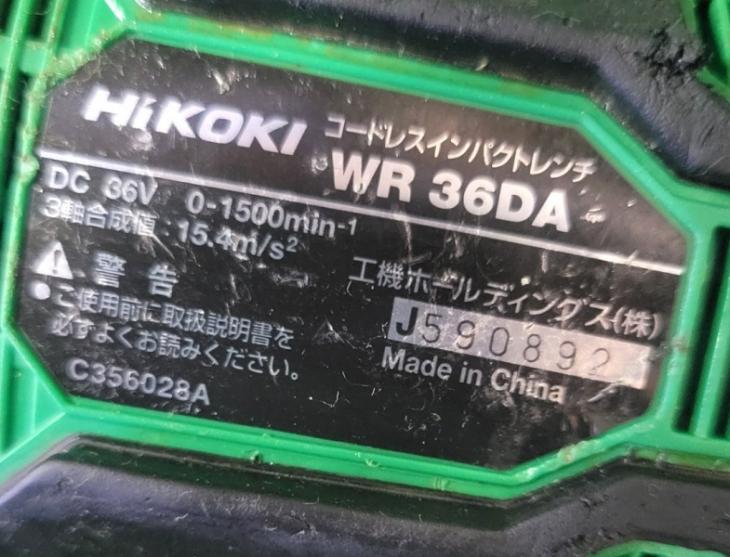 HiKOKI コードレスインパクトレンチ
WR 36DA
DC 36V 0-1500min-1
3軸合成値:15.4m/s2
警告
●ご使用前に取扱説明書を
必ずよくお読みください。
C356028A
工機ホールディングス(株)
J590892
Made in China